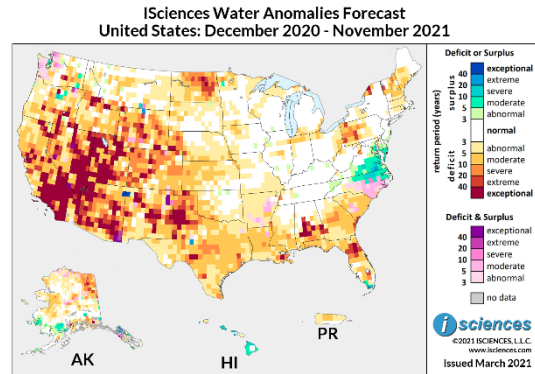 ISciences Water Anomalies Forecast
United States: December 2020 - November 2021
Deficit or Surplus
return period (years)
surplus
deficit
40
20
10
5
3
exceptional
extreme
severe
moderate
abnormal
normal
3
5
10
20
40
abnormal
moderate
severe
extreme
exceptional
Deficit & Surplus
40
20
10
5
3
exceptional
extreme
severe
moderate
abnormal
no data
i sciences
©2021 ISCIENCES, L.L.C.
www.isciences.com
Issued March 2021
AK
HI
PR